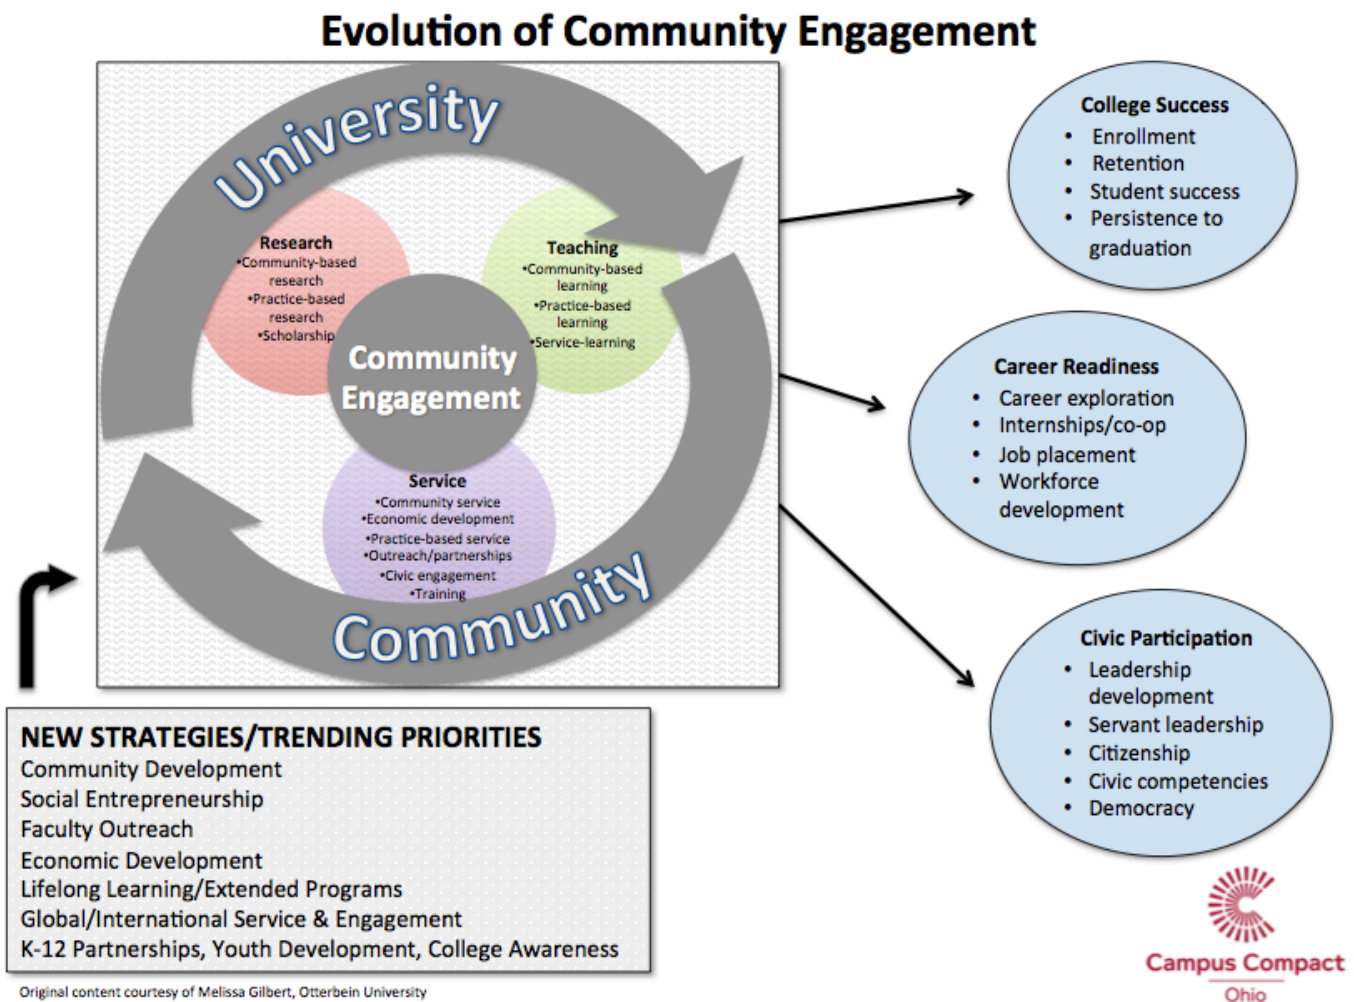 Evolution of Community Engagement
University
Research
•Community-based
research
•Practice-based
research
•Scholarship
Teaching
•Community-based
learning
•Practice-based
learning
•Service-learning
Community
Engagement
Service
•Community service
•Economic development
•Practice-based service
•Outreach/partnerships
•Civic engagement
•Training
Community
College Success
• Enrollment
• Retention
• Student success
• Persistence to
graduation
Career Readiness
• Career exploration
• Internships/co-op
• Job placement
• Workforce
development
Civic Participation
• Leadership
development
• Servant leadership
• Citizenship
• Civic competencies
• Democracy
NEW STRATEGIES/TRENDING PRIORITIES
Community Development
Social Entrepreneurship
Faculty Outreach
Economic Development
Lifelong Learning/Extended Programs
Global/International Service & Engagement
K-12 Partnerships, Youth Development, College Awareness
Original content courtesy of Melissa Gilbert, Otterbein University
Campus Compact
Ohio